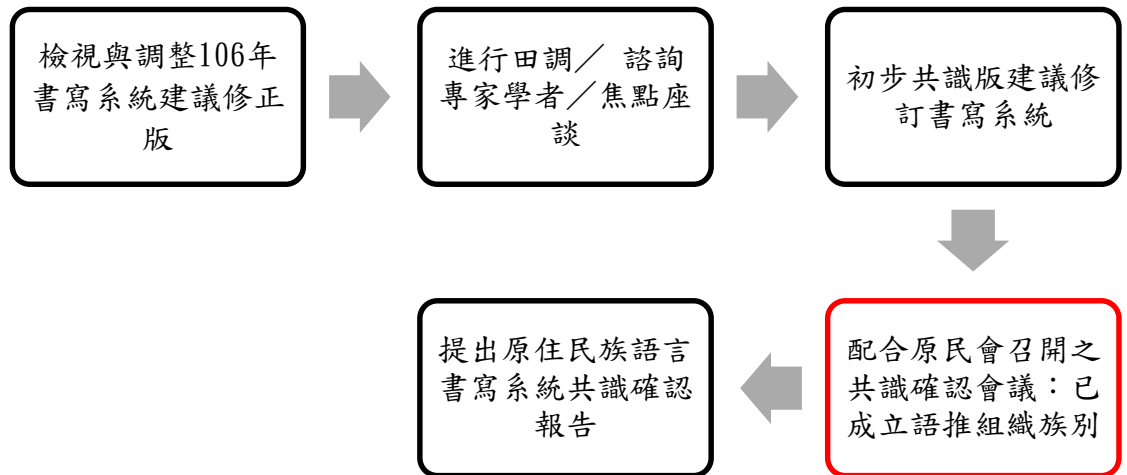 檢視與調整106年
書寫系統建議修正
版
進行田調／ 諮詢
專家學者／焦點座
談
初步共識版建議修
訂書寫系統
配合原民會召開之
共識確認會議：已
成立語推組織族別
提出原住民族語言
書寫系統共識確認
報告